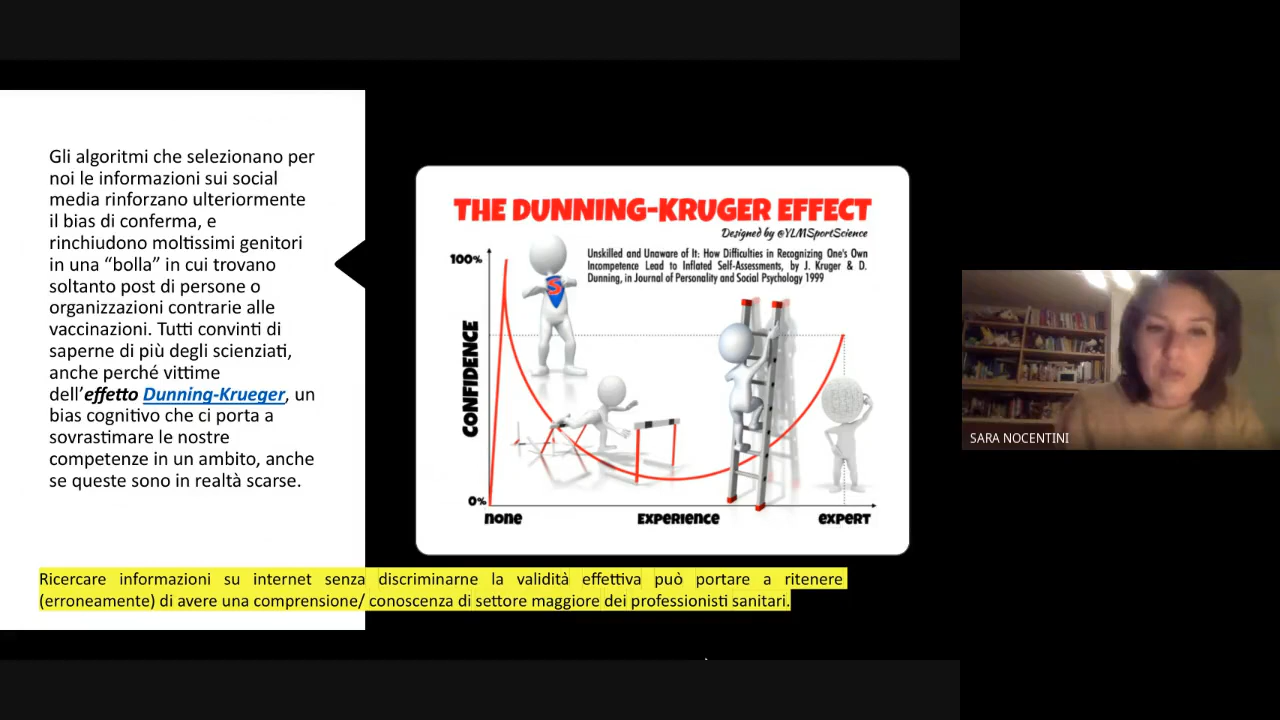 Gli algoritmi che selezionano per
noi le informazioni sui social
media rinforzano ulteriormente
il bias di conferma, e
rinchiudono moltissimi genitori
in una “bolla” in cui trovano
soltanto post di persone o
organizzazioni contrarie alle
vaccinazioni. Tutti convinti di
saperne di più degli scienziati,
anche perché vittime
dell’effetto Dunning-Krueger, un
bias cognitivo che ci porta a
sovrastimare le nostre
competenze in un ambito, anche
se queste sono in realtà scarse.
THE DUNNING-KRUGER EFFECT
Designed by @YLMSportScience
Unskilled and Unaware of It: How Difficulties in Recognizing One's Own
Incompetence Lead to Inflated Self-Assessments, by J. Kruger & D.
Dunning, in Journal of Personality and Social Psychology 1999
100%
S
CONFIDENCE
0%
NONE
EXPERIENCE
EXPERT
Ricercare informazioni su internet senza discriminarne la validità effettiva può portare a ritenere
(erroneamente) di avere una comprensione/ conoscenza di settore maggiore dei professionisti sanitari.
SARA NOCENTINI